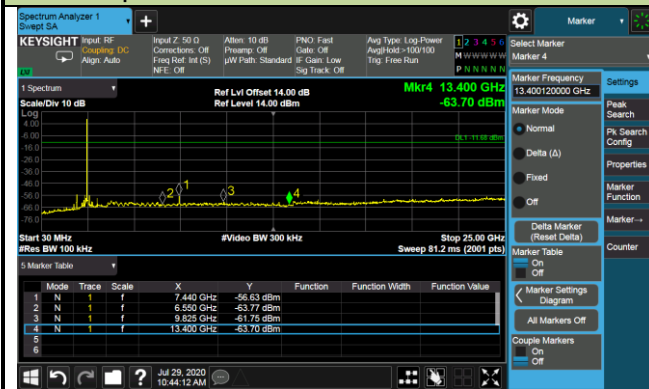 Spectrum Analyzer 1
Swept SA
KEYSIGHT
Input: RF
Coupling: DC
Align: Auto
Input Z: 50 Ω
Corrections: Off
Freq Ref: Int (S)
NFE: Off
Atten: 10 dB
Preamp: Off
µW Path: Standard
PNO: Fast
Gate: Off
IF Gain: Low
Sig Track: Off
Avg Type: Log-Power
Avg|Hold:>100/100
Trig: Free Run
1 2 3 4 5 6
M W W W W W
P N N N N N
1 Spectrum
Scale/Div 10 dB
Ref Lvl Offset 14.00 dB
Ref Level 14.00 dBm
Mkr4 13.400 GHz
-63.70 dBm
Log
4.00
-6.00
-16.0
-26.0
-36.0
-46.0
-56.0
-66.0
-76.0
DL1 -11.68 dBm
2 1 3 4
Start 30 MHz
#Res BW 100 kHz
#Video BW 300 kHz
Stop 25.00 GHz
Sweep 81.2 ms (2001 pts)
5 Marker Table
Mode Trace Scale X Y Function Function Width Function Value
1 N 1 f 7.440 GHz -56.63 dBm
2 N 1 f 6.550 GHz -63.77 dBm
3 N 1 f 9.825 GHz -61.75 dBm
4 N 1 f 13.400 GHz -63.70 dBm
5
6
Jul 29, 2020
10:44:12 AM
Marker
Select Marker
Marker 4
Marker Frequency
13.400120000 GHz
Marker Mode
Normal
Delta (Δ)
Fixed
Off
Delta Marker
(Reset Delta)
Marker Table
On
Off
Marker Settings
Diagram
All Markers Off
Couple Markers
On
Off
Settings
Peak
Search
Pk Search
Config
Properties
Marker
Function
Marker→
Counter